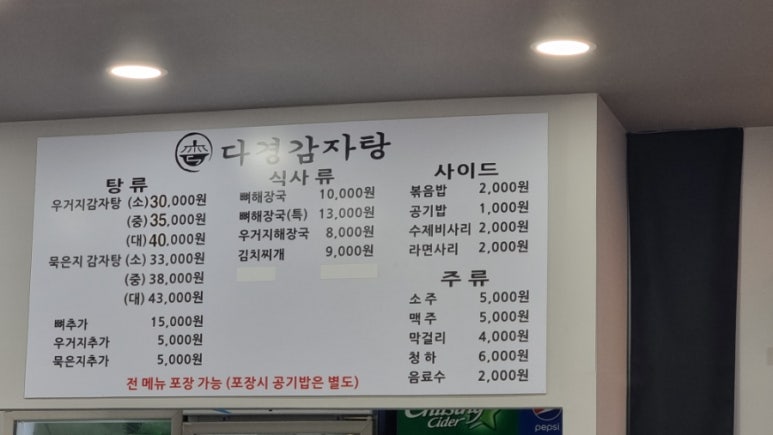 다경감자탕
탕류
우거지감자탕 (소) 30,000원
(중) 35,000원
(대) 40,000원
묵은지 감자탕 (소) 33,000원
(중) 38,000원
(대) 43,000원
뼈추가 15,000원
우거지추가 5,000원
묵은지추가 5,000원
식사류
뼈해장국 10,000원
뼈해장국(특) 13,000원
우거지해장국 8,000원
김치찌개 9,000원
사이드
볶음밥 2,000원
공기밥 1,000원
수제비사리 2,000원
라면사리 2,000원
주류
소주 5,000원
맥주 5,000원
막걸리 4,000원
청하 6,000원
음료수 2,000원
전 메뉴 포장 가능 (포장시 공기밥은 별도)
Chilsung
Cider
pepsi